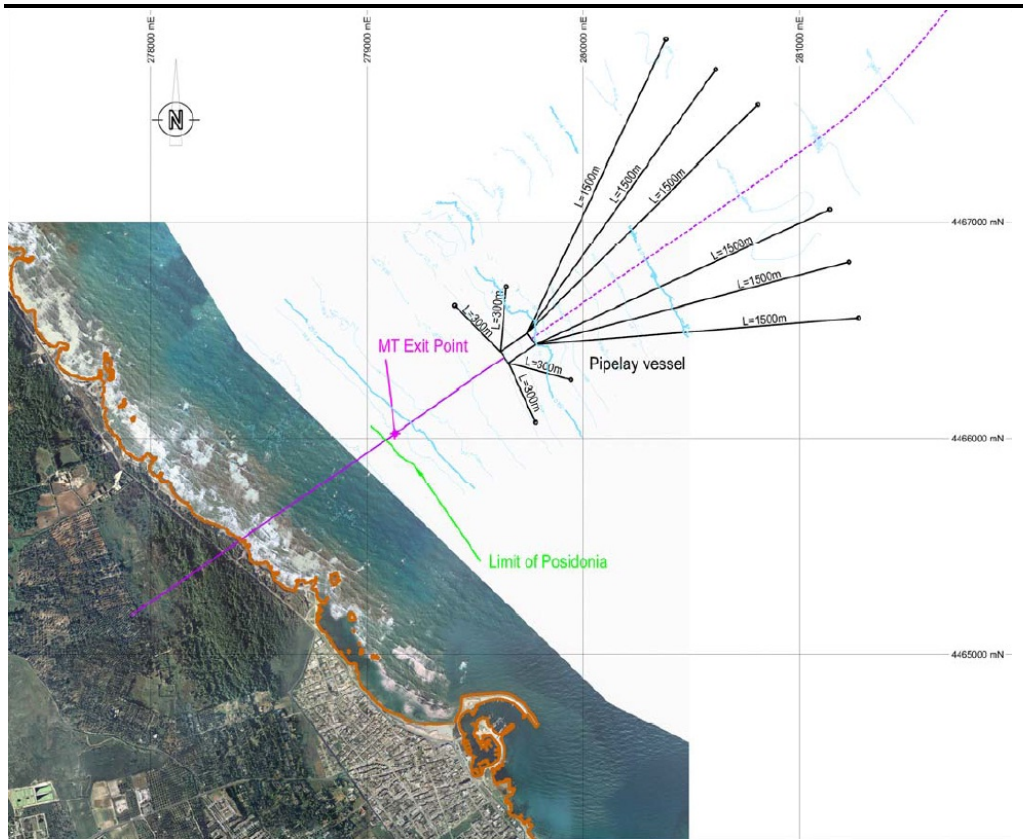 278000 mE
279000 mE
280000 mE
281000 mE
N
L=1500m
L=1500m
L=1500m
4467000 mN
L=1500m
L=1500m
L=1500m
L=300m
L=300m
MT Exit Point
L=300m
Pipelay vessel
L=300m
4466000 mN
Limit of Posidonia
4465000 mN